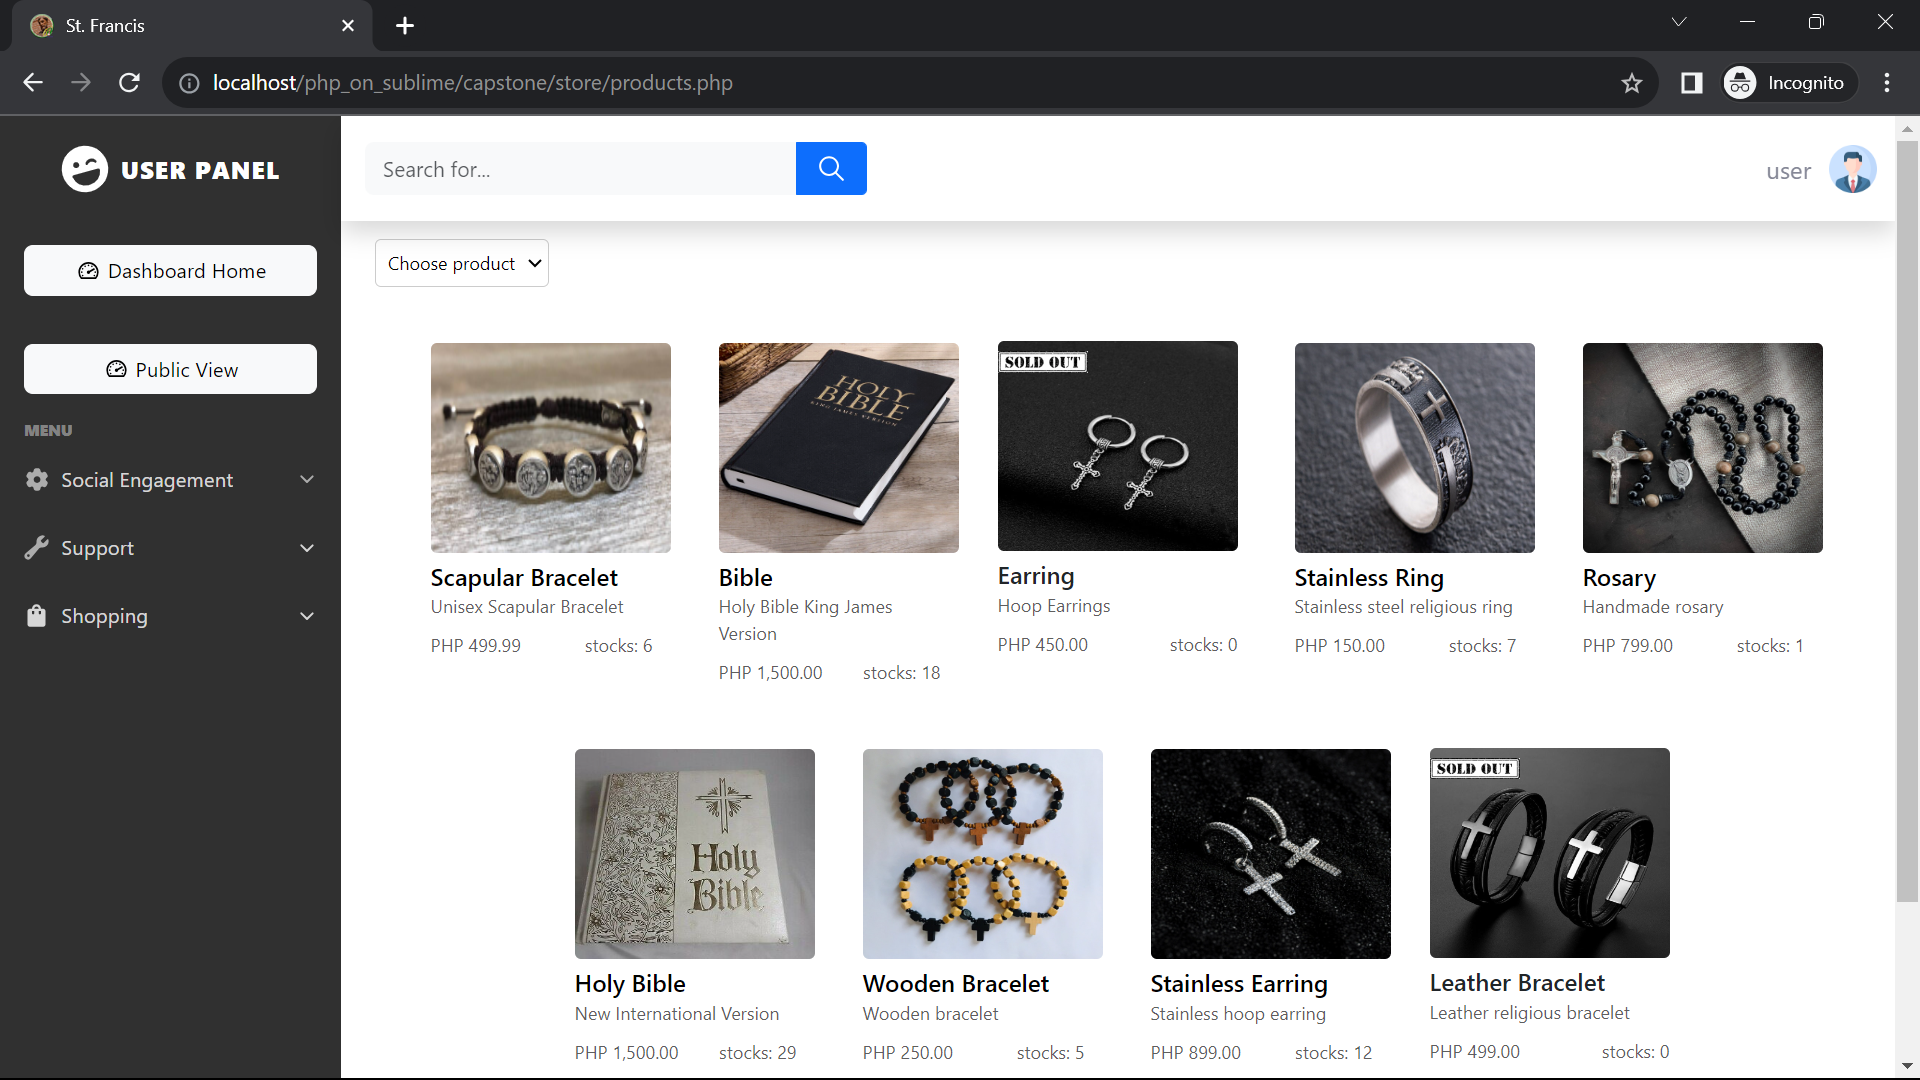 St. Francis
localhost/php_on_sublime/capstone/store/products.php
Incognito
USER PANEL
Search for...
user
Dashboard Home
Choose product
Public View
MENU
Social Engagement
Support
Shopping
HOLY
BIBLE
KING JAMES VERSION
SOLD OUT
Scapular Bracelet
Unisex Scapular Bracelet
PHP 499.99 stocks: 6
Bible
Holy Bible King James
Version
PHP 1,500.00 stocks: 18
Earring
Hoop Earrings
PHP 450.00 stocks: 0
Stainless Ring
Stainless steel religious ring
PHP 150.00 stocks: 7
Rosary
Handmade rosary
PHP 799.00 stocks: 1
Holy
Bible
SOLD OUT
Holy Bible
New International Version
PHP 1,500.00 stocks: 29
Wooden Bracelet
Wooden bracelet
PHP 250.00 stocks: 5
Stainless Earring
Stainless hoop earring
PHP 899.00 stocks: 12
Leather Bracelet
Leather religious bracelet
PHP 499.00 stocks: 0